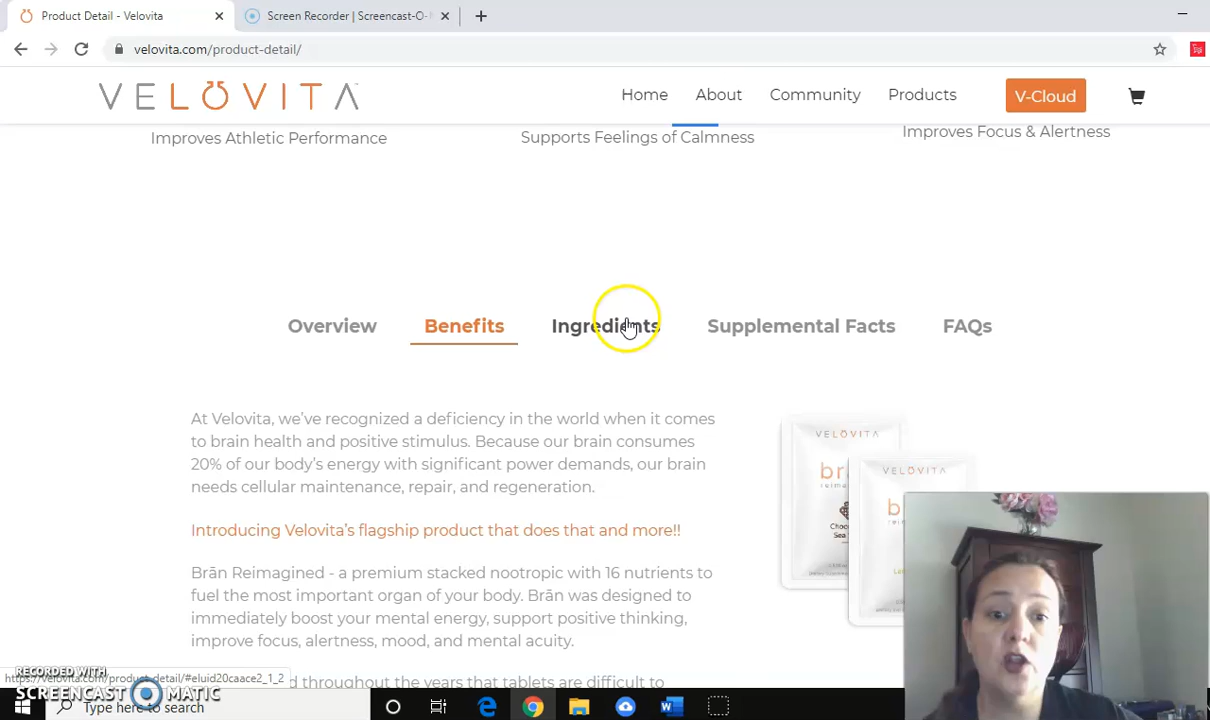 Product Detail - Velovita
Screen Recorder | Screencast-O-
velovita.com/product-detail/
VELOVITA
Home
About
Community
Products
V-Cloud
Improves Athletic Performance
Supports Feelings of Calmness
Improves Focus & Alertness
Overview
Benefits
Ingredients
Supplemental Facts
FAQs
At Velovita, we've recognized a deficiency in the world when it comes
to brain health and positive stimulus. Because our brain consumes
20% of our body's energy with significant power demands, our brain
needs cellular maintenance, repair, and regeneration.
Introducing Velovita's flagship product that does that and more!!
Brān Reimagined - a premium stacked nootropic with 16 nutrients to
fuel the most important organ of your body. Brān was designed to
immediately boost your mental energy, support positive thinking,
improve focus, alertness, mood, and mental acuity.
throughout the years that tablets are difficult to
VELOVITA
VELOVITA
https://velovita.com/product-detail/#eluid20caace2_1_2
RECORDED WITH
SCREENCAST MATIC
Type here to search